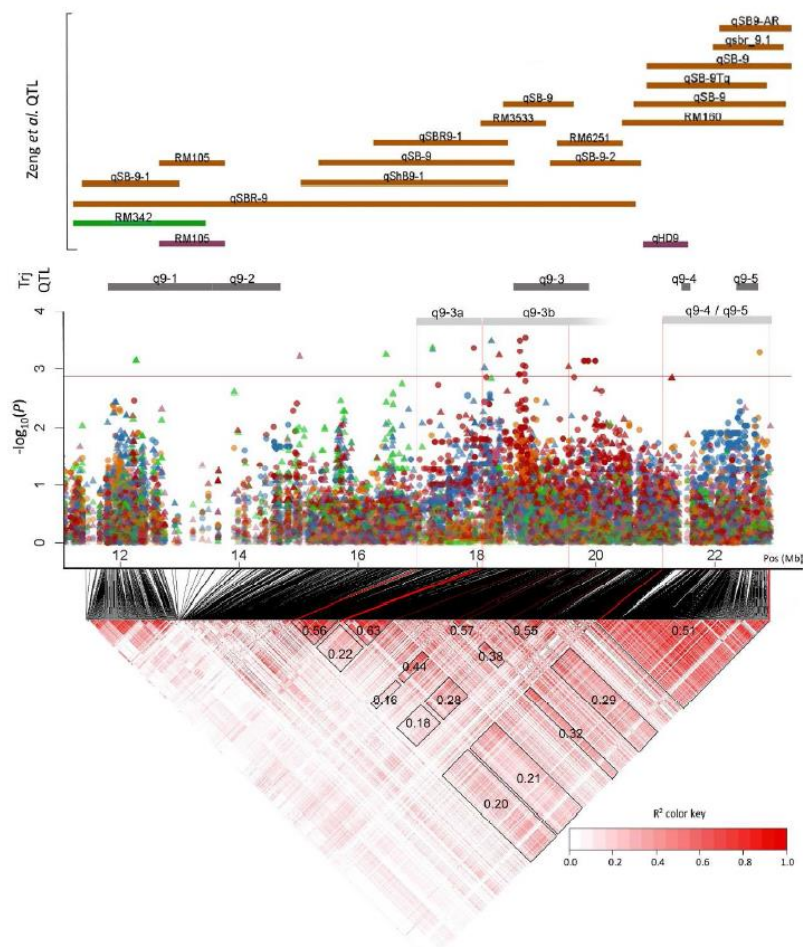 qSB9-AR
qsbr_9.1
qSB-9
qSB-9Tq
qSB-9 qSB-9
RM3533 RM160
qSBR9-1 RM6251
RM105 qSB-9 qSB-9-2
qSB-9-1 qShB9-1
qSBR-9
RM342
RM105 qHD9
Zeng et al. QTL
Trj QTL
q9-1 q9-2 q9-3 q9-4 q9-5
q9-3a q9-3b q9-4 / q9-5
4
3
2
1
0
-log10(P)
12 14 16 18 20 22 Pos (Mb)
0.66 0.63 0.57 0.55 0.51
0.22 0.44 0.38
0.16 0.28 0.29
0.18 0.32
0.21
0.20
R² color key
0.0 0.2 0.4 0.6 0.8 1.0